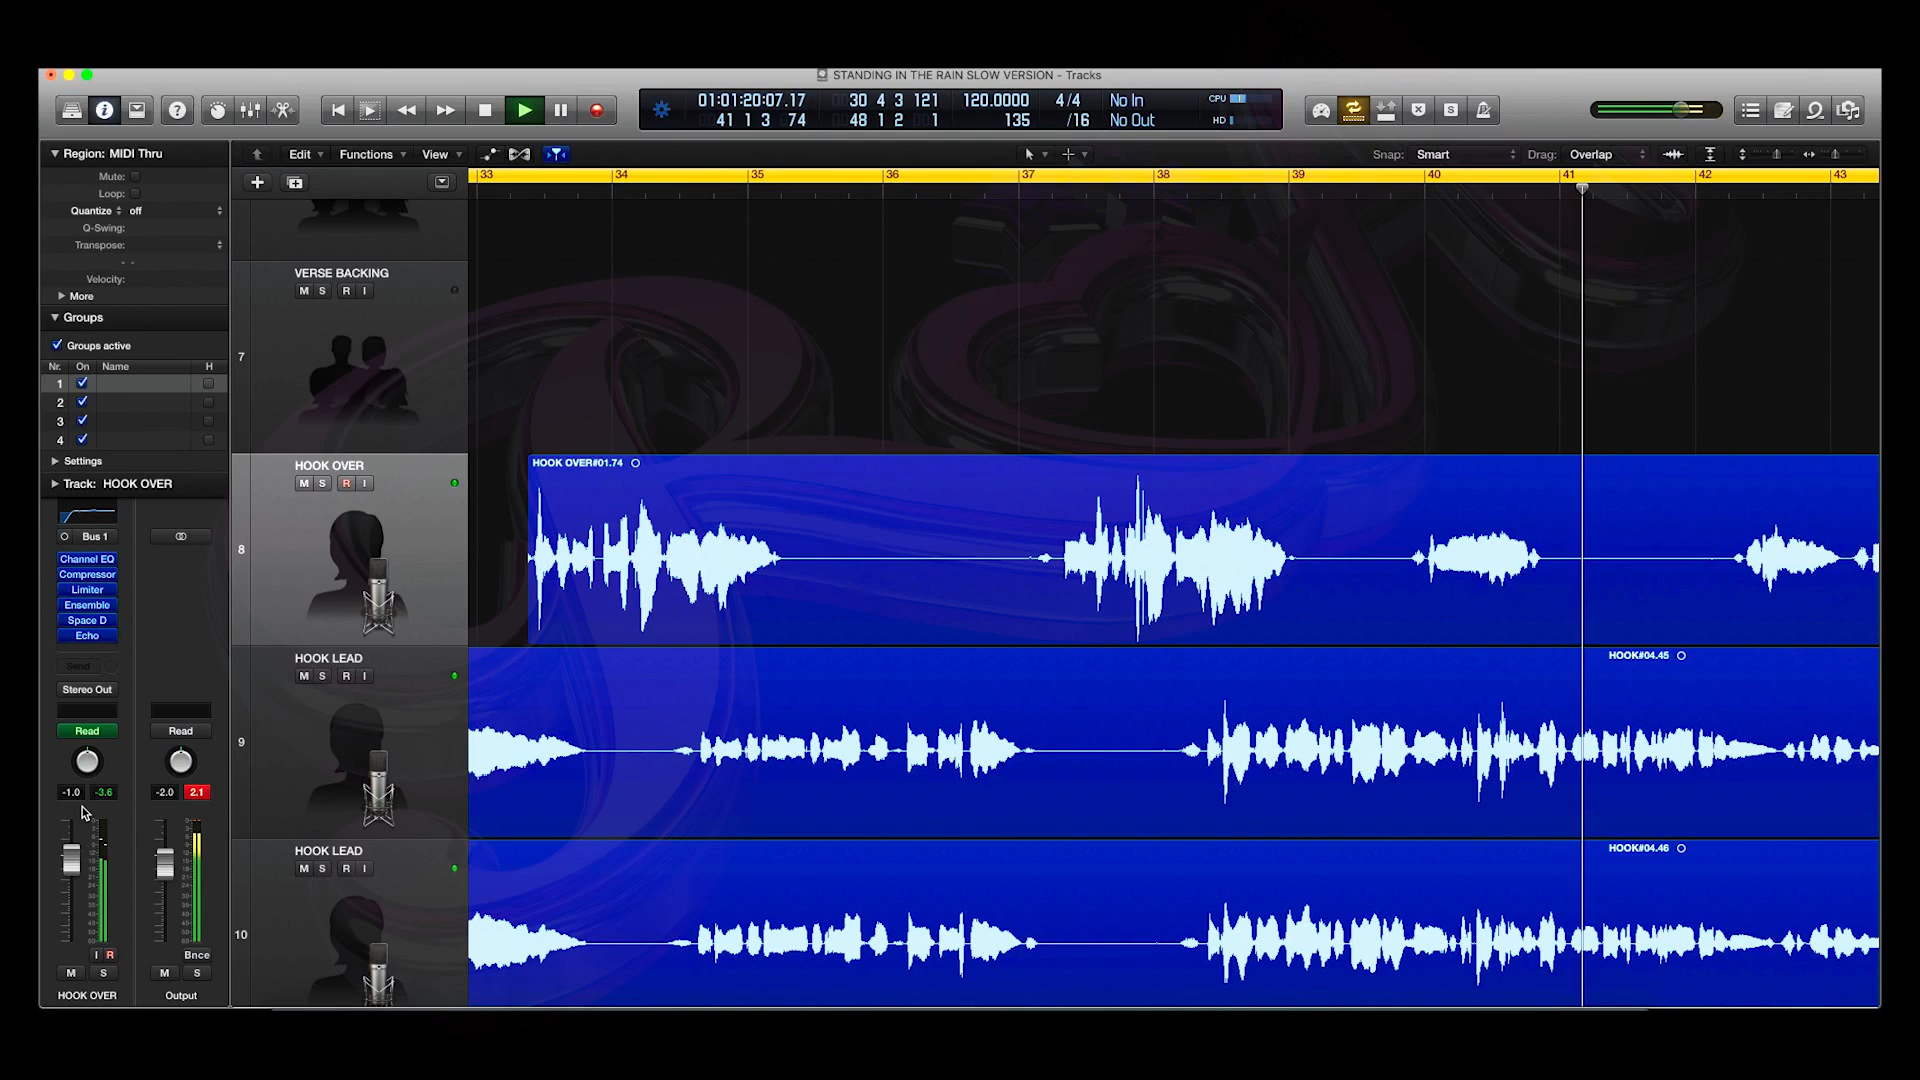 STANDING IN THE RAIN SLOW VERSION - Tracks
01:01:20:07.17 30 4 3 121 120.0000 4/4 No In CPU
41 1 3 74 48 1 2 1 135 /16 No Out HD
Region: MIDI Thru
Edit Functions View
Snap: Smart Drag: Overlap
Mute:
Loop:
Quantize off
Q-Swing:
Transpose:
- -
Velocity:
More
Groups
Groups active
Nr. On Name H
1
2
3
4
Settings
Track: HOOK OVER
Bus 1
Channel EQ
Compressor
Limiter
Ensemble
Space D
Echo
Send
Stereo Out
Read Read
-1.0 -3.6 -2.0 2.1
I R Bnce
M S M S
HOOK OVER Output
33 34 35 36 37 38 39 40 41 42 43
VERSE BACKING
M S R I
7
HOOK OVER
M S R I
8
HOOK OVER#01.74
HOOK LEAD
M S R I
9
HOOK#04.45
HOOK LEAD
M S R I
10
HOOK#04.46